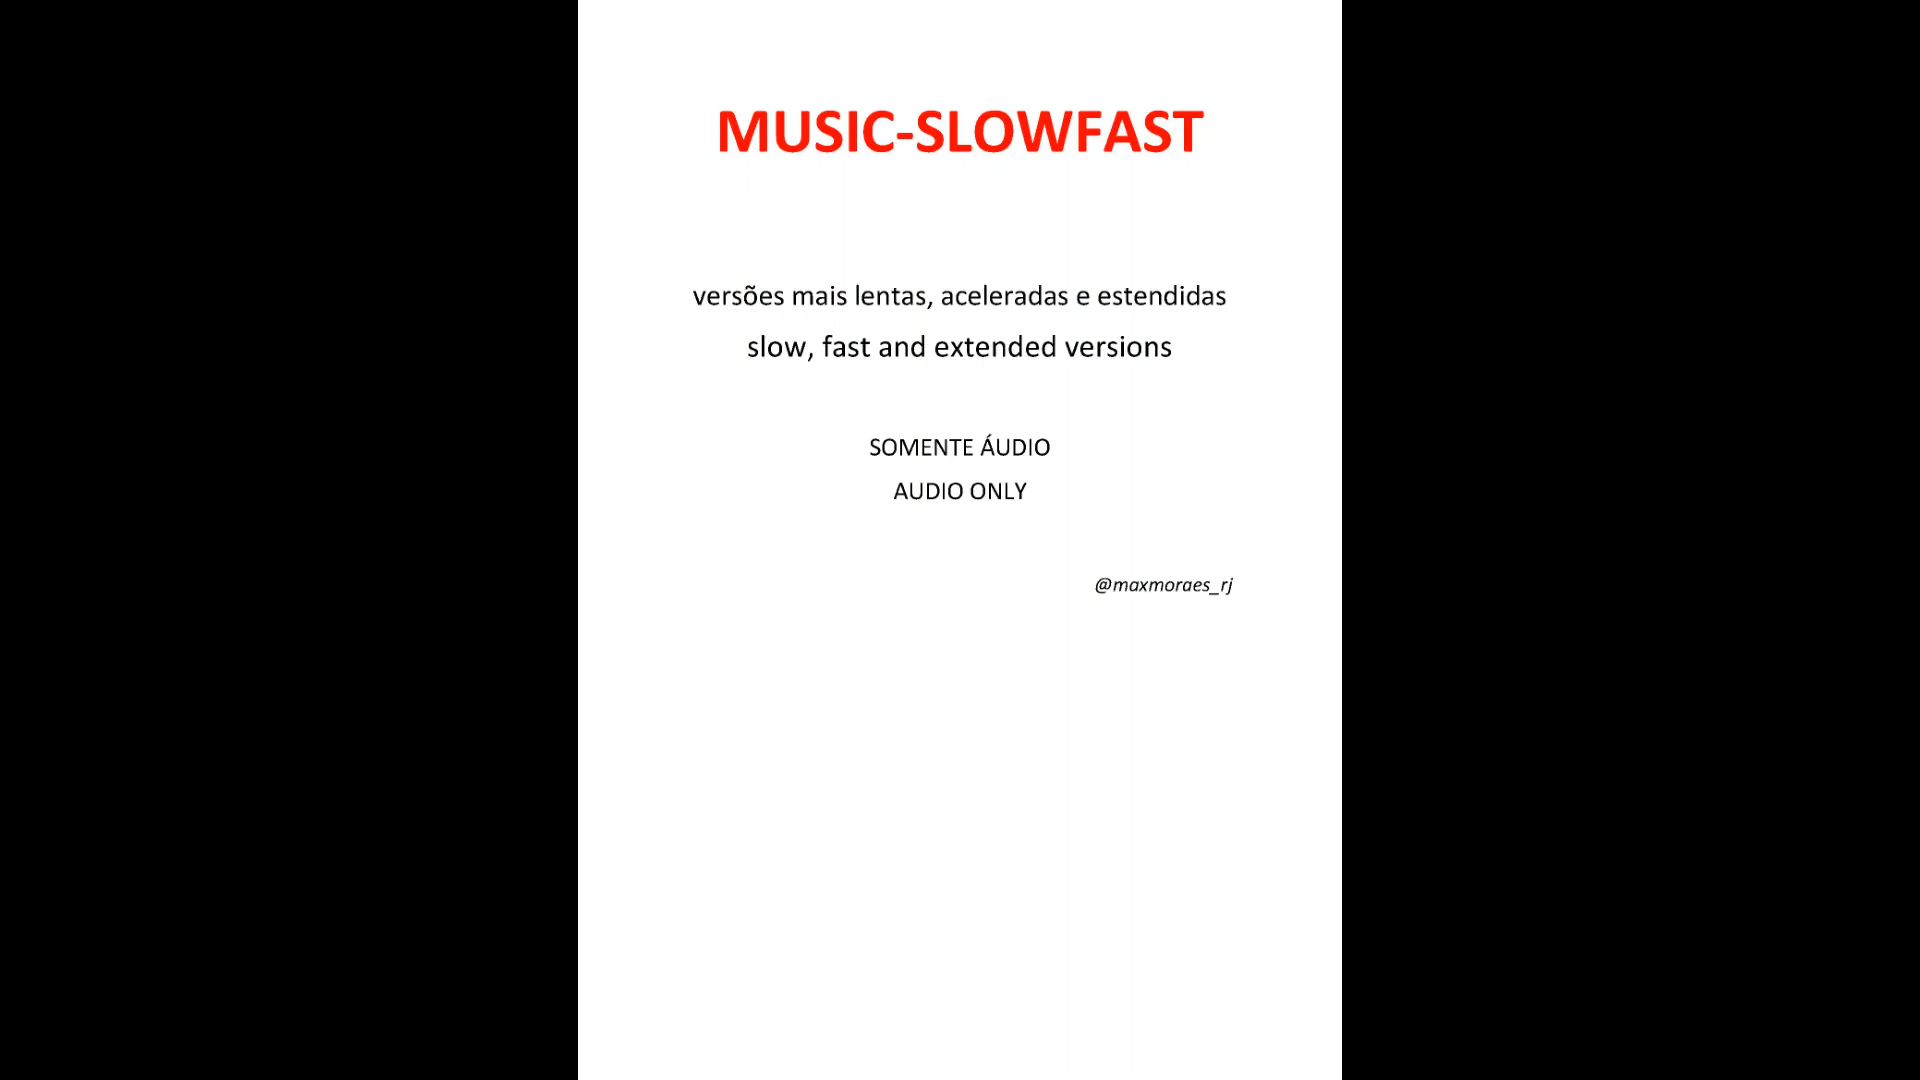 MUSIC-SLOWFAST
versões mais lentas, aceleradas e estendidas
slow, fast and extended versions
SOMENTE ÁUDIO
AUDIO ONLY
@maxmoraes_rj